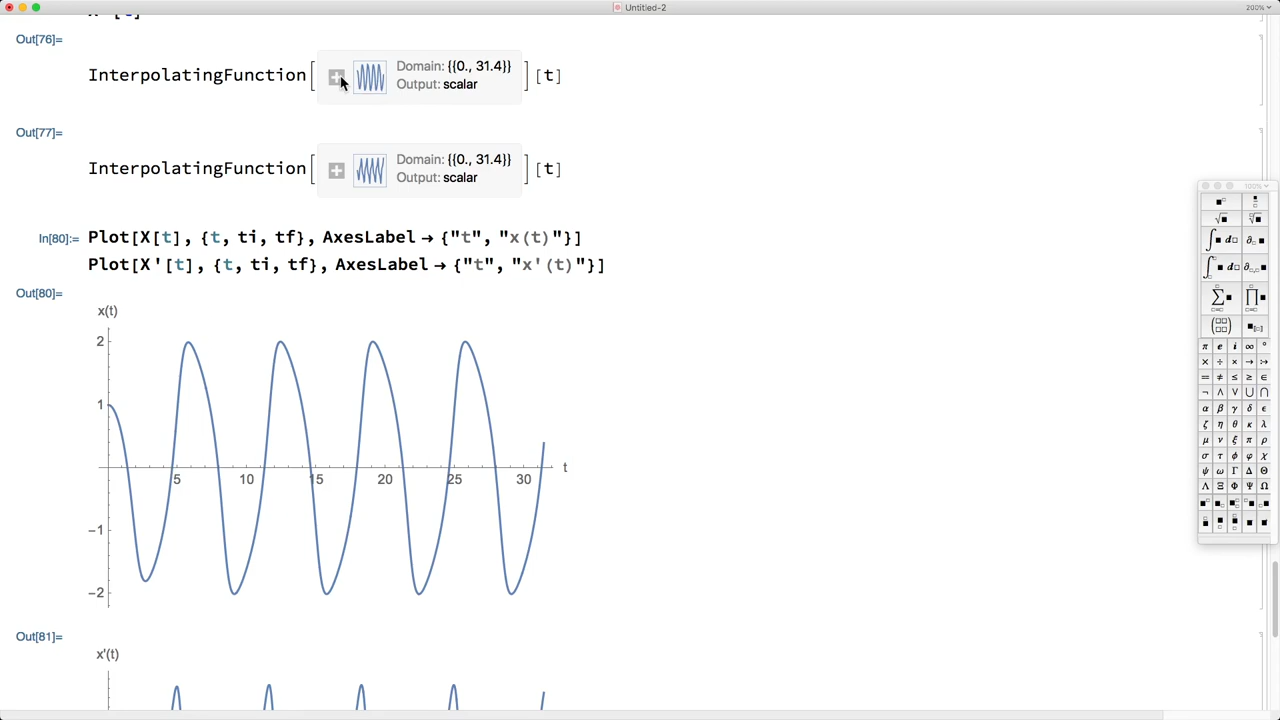 Untitled-2
200%
Out[76]=
InterpolatingFunction[ Domain: {{0., 31.4}} Output: scalar ][t]
Out[77]=
InterpolatingFunction[ Domain: {{0., 31.4}} Output: scalar ][t]
In[80]:= Plot[X[t], {t, ti, tf}, AxesLabel → {"t", "x(t)"}]
Plot[X'[t], {t, ti, tf}, AxesLabel → {"t", "x'(t)"}]
Out[80]=
x(t)
2
1
t
5 10 15 20 25 30
-1
-2
Out[81]=
x'(t)
100%
π e i ∞ °
× ÷ × → :→
== ≠ ≤ ≥ ∈
¬ ∧ ∨ ∪ ∩
α β γ δ ϵ
ζ η θ κ λ
μ ν ξ π ρ
σ τ ϕ φ χ
ψ ω Γ Δ Θ
Λ Ξ Φ Ψ Ω